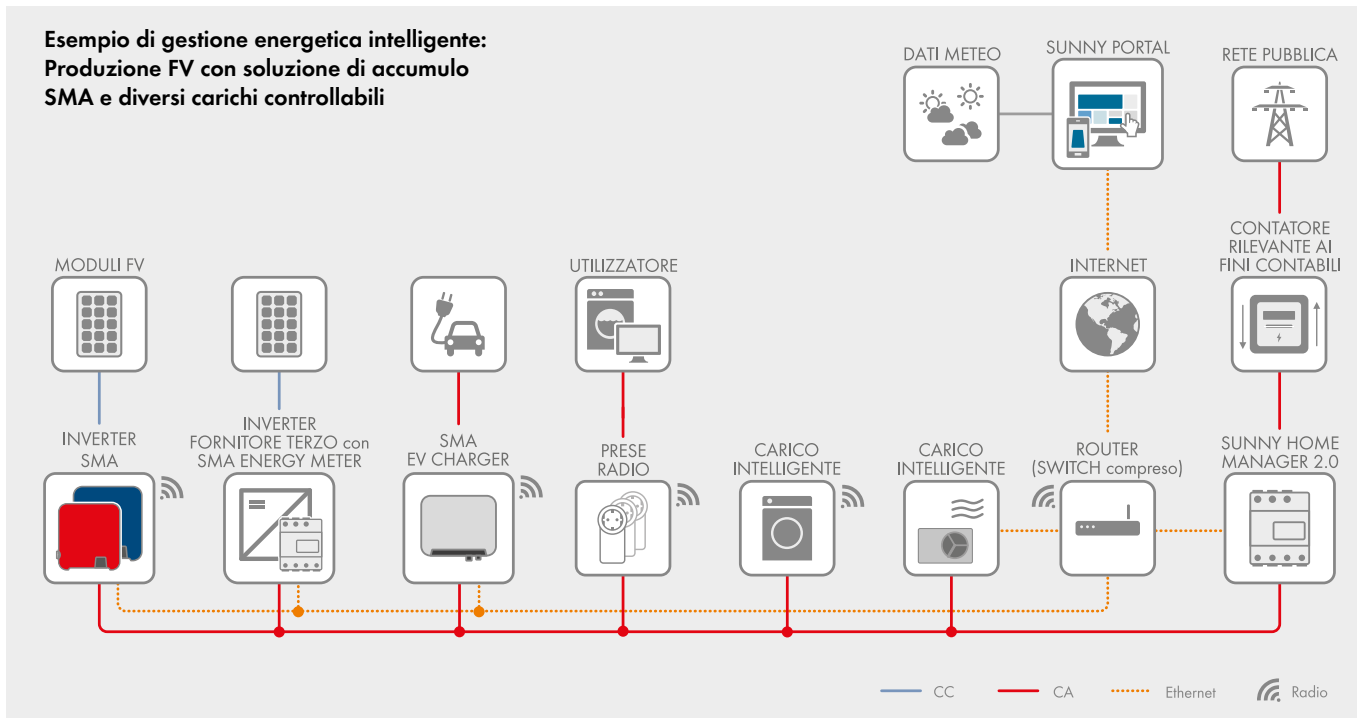 Esempio di gestione energetica intelligente:
Produzione FV con soluzione di accumulo
SMA e diversi carichi controllabili
DATI METEO
SUNNY PORTAL
RETE PUBBLICA
MODULI FV
UTILIZZATORE
INTERNET
CONTATORE
RILEVANTE AI
FINI CONTABILI
INVERTER
SMA
INVERTER
FORNITORE TERZO con
SMA ENERGY METER
SMA
EV CHARGER
PRESE
RADIO
CARICO
INTELLIGENTE
CARICO
INTELLIGENTE
ROUTER
(SWITCH compreso)
SUNNY HOME
MANAGER 2.0
CC
CA
Ethernet
Radio